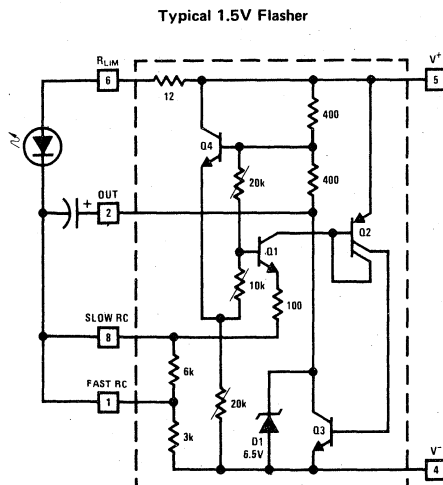 Typical 1.5V Flasher
RLIM
6
12
V+
5
400
Q4
20k
400
+
OUT
2
Q1
Q2
10k
100
SLOW RC
8
6k
FAST RC
1
20k
3k
D1
6.5V
Q3
V-
4